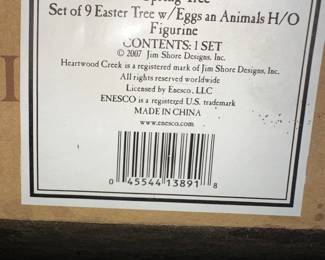 Spring Tree
Set of 9 Easter Tree w/Eggs an Animals H/O
Figurine
CONTENTS: 1 SET
© 2007 Jim Shore Designs, Inc.
Heartwood Creek is a registered mark of Jim Shore Designs, Inc.
All rights reserved worldwide
Licensed by Enesco, LLC
ENESCO is a registered U.S. trademark
MADE IN CHINA
www.enesco.com
0 45544 13891 8